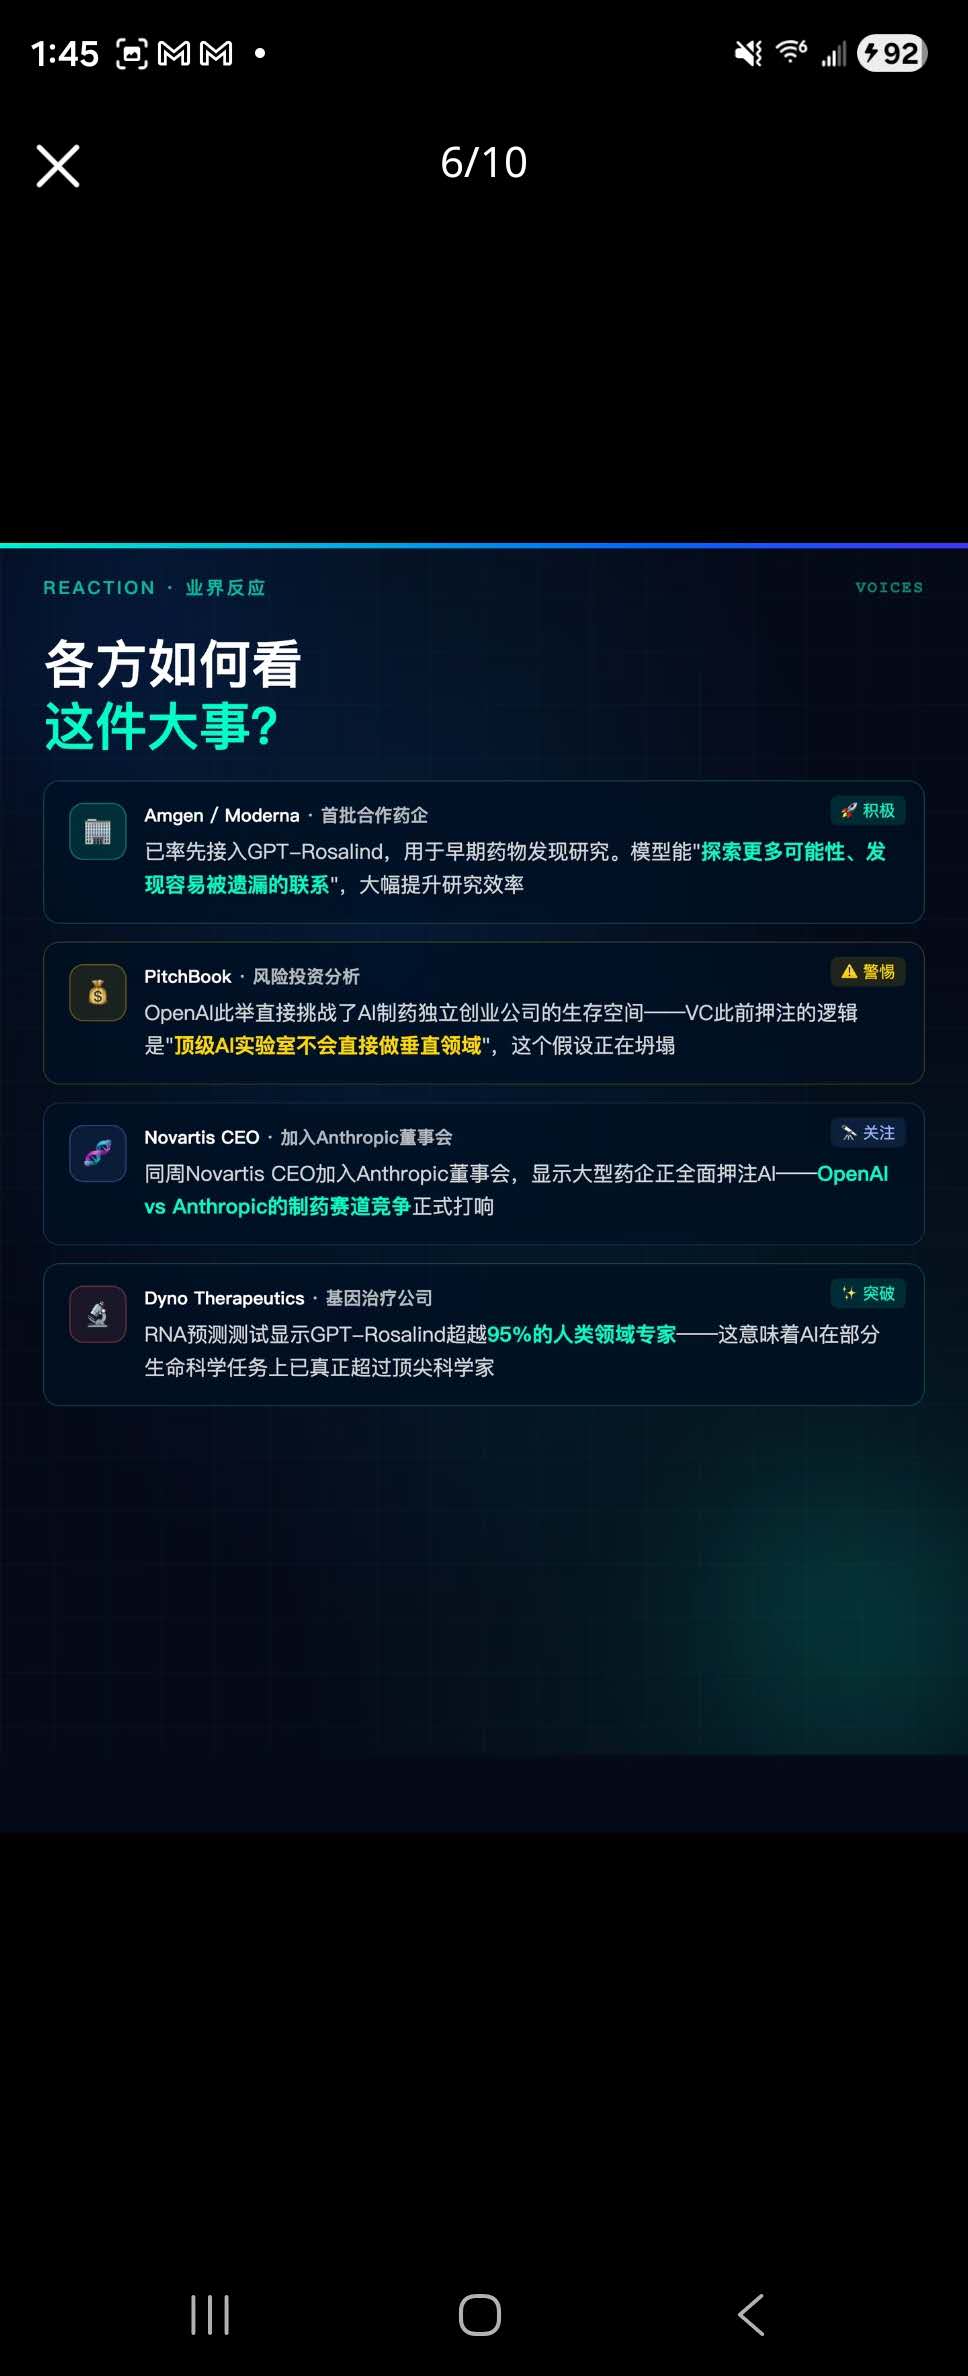 1:45
92
6/10
REACTION · 业界反应
VOICES
各方如何看
这件大事?
Amgen / Moderna · 首批合作药企
🚀 积极
已率先接入GPT-Rosalind，用于早期药物发现研究。模型能"探索更多可能性、发
现容易被遗漏的联系"，大幅提升研究效率
PitchBook · 风险投资分析
⚠️ 警惕
OpenAI此举直接挑战了AI制药独立创业公司的生存空间——VC此前押注的逻辑
是"顶级AI实验室不会直接做垂直领域"，这个假设正在坍塌
Novartis CEO · 加入Anthropic董事会
🔭 关注
同周Novartis CEO加入Anthropic董事会，显示大型药企正全面押注AI——OpenAI
vs Anthropic的制药赛道竞争正式打响
Dyno Therapeutics · 基因治疗公司
✨ 突破
RNA预测测试显示GPT-Rosalind超越95%的人类领域专家——这意味着AI在部分
生命科学任务上已真正超过顶尖科学家